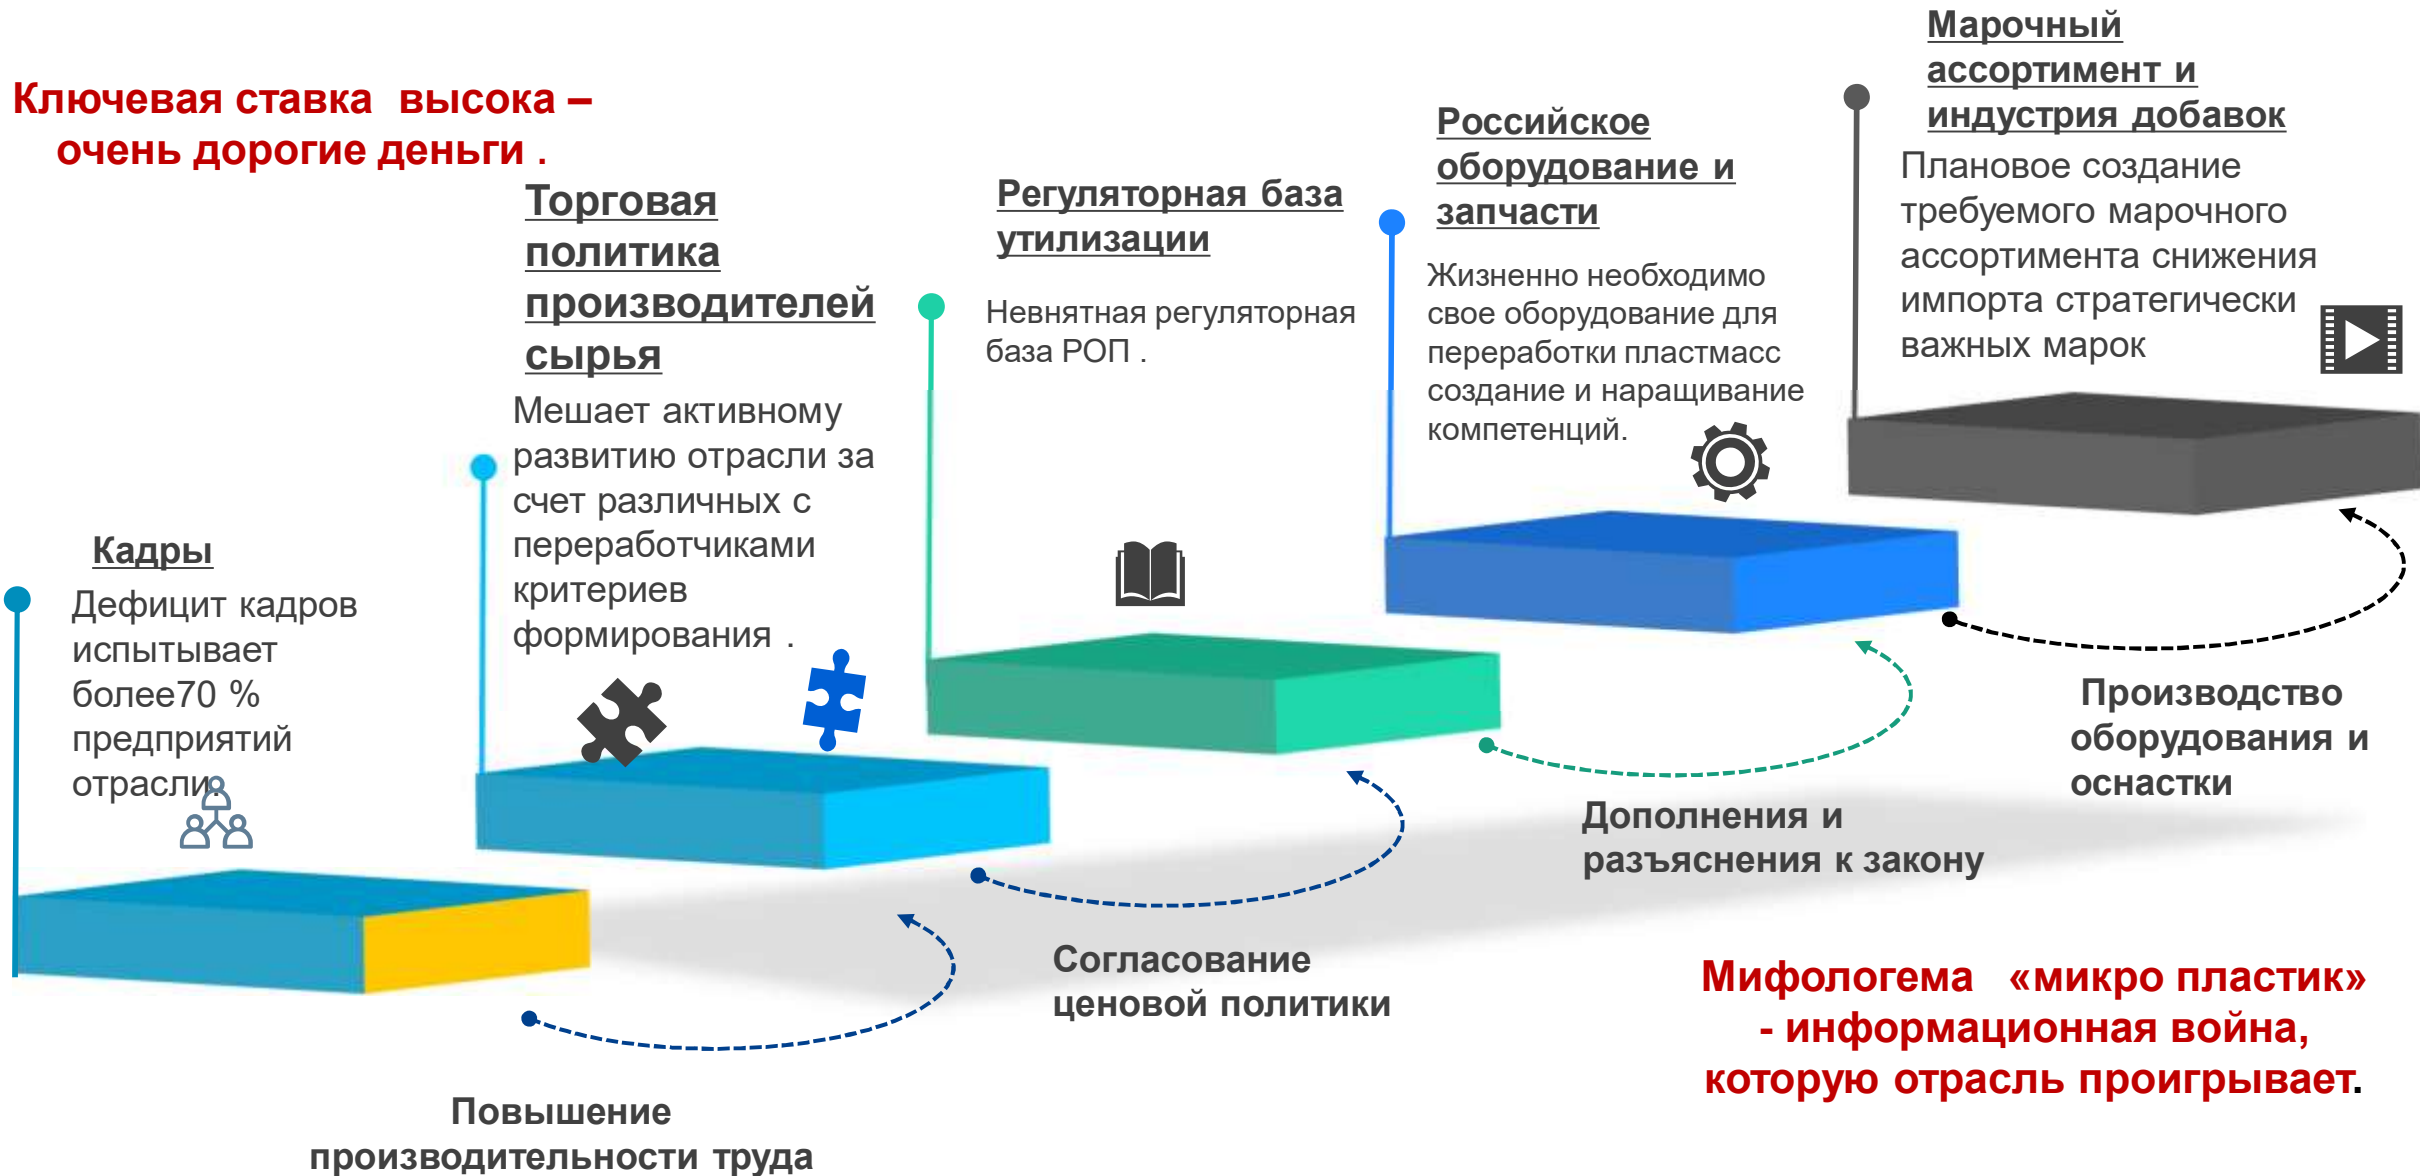 Ключевая ставка высока –
очень дорогие деньги .
Кадры
Дефицит кадров
испытывает
более70 %
предприятий
отрасли.
Торговая
политика
производителей
сырья
Мешает активному
развитию отрасли за
счет различных с
переработчиками
критериев
формирования .
Регуляторная база
утилизации
Невнятная регуляторная
база РОП .
Российское
оборудование и
запчасти
Жизненно необходимо
свое оборудование для
переработки пластмасс
создание и наращивание
компетенций.
Марочный
ассортимент и
индустрия добавок
Плановое создание
требуемого марочного
ассортимента снижения
импорта стратегически
важных марок
Повышение
производительности труда
Согласование
ценовой политики
Дополнения и
разъяснения к закону
Производство
оборудования и
оснастки
Мифологема «микро пластик»
- информационная война,
которую отрасль проигрывает.